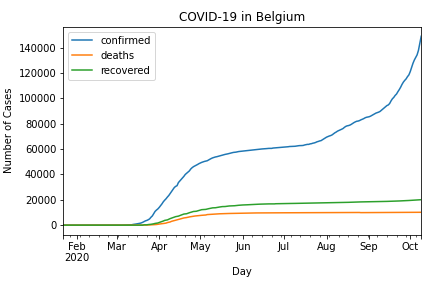 COVID-19 in Belgium
confirmed
deaths
recovered
Number of Cases
140000
120000
100000
80000
60000
40000
20000
0
Feb Mar Apr May Jun Jul Aug Sep Oct
2020
Day